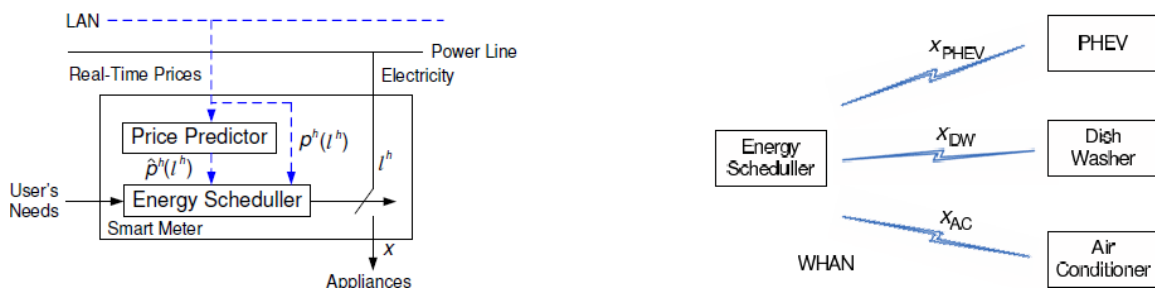 LAN
Power Line
Real-Time Prices
Electricity
Price Predictor
p^h(l^h)
p̂^h(l^h)
l^h
User's
Needs
Energy Scheduller
Smart Meter
x
Appliances
Energy
Scheduller
x_PHEV
PHEV
x_DW
Dish
Washer
x_AC
Air
Conditioner
WHAN